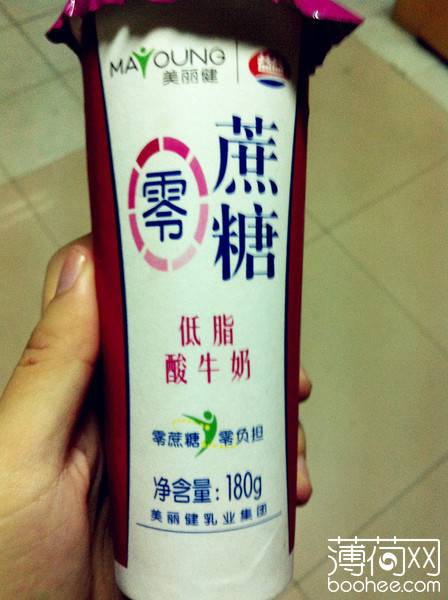 MAYOUNG
美丽健
零蔗糖
低脂
酸牛奶
零蔗糖 零负担
净含量: 180g
美丽健乳业集团
薄荷网
boohee.com